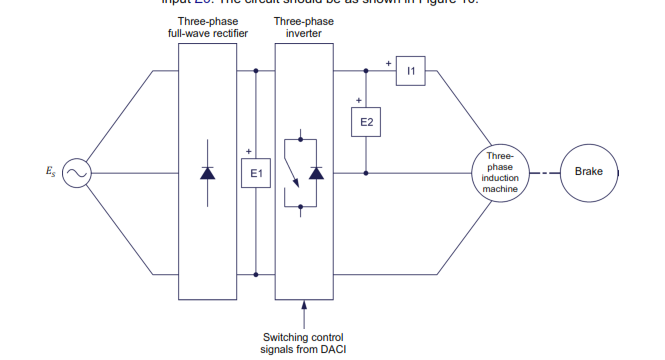 input E3. The circuit should be as shown in Figure 10.
Three-phase
full-wave rectifier
Three-phase
inverter
+
I1
+
E2
+
E1
Es
Three-
phase
induction
machine
Brake
Switching control
signals from DACI